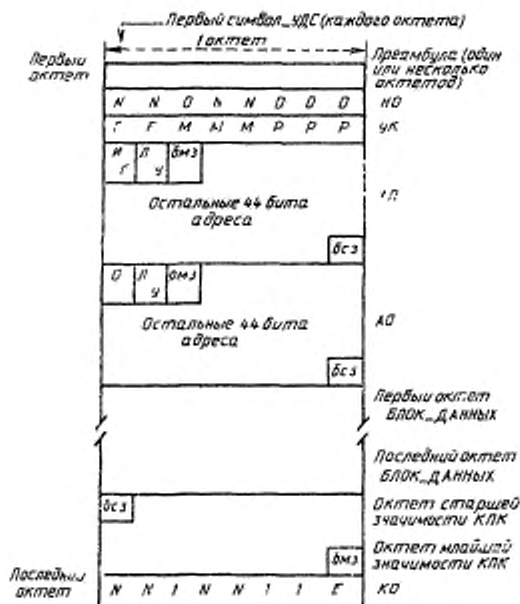 Первый символ_УДС (каждого октета)
1 октет
Первый октет
Преамбула (один или несколько октетов)
N N 0 N N 0 0 0 НО
F F M M M P P P УК
И/Г Л/У бмз
Остальные 44 бита адреса
бсз
0 Л/У бмз
Остальные 44 бита адреса
АО
бсз
Первый октет
БЛОК_ДАННЫХ
Последний октет
БЛОК_ДАННЫХ
бсз
Октет старшей значимости КПК
бмз
Октет младшей значимости КПК
Последний октет
N N 1 N N 1 1 E КО